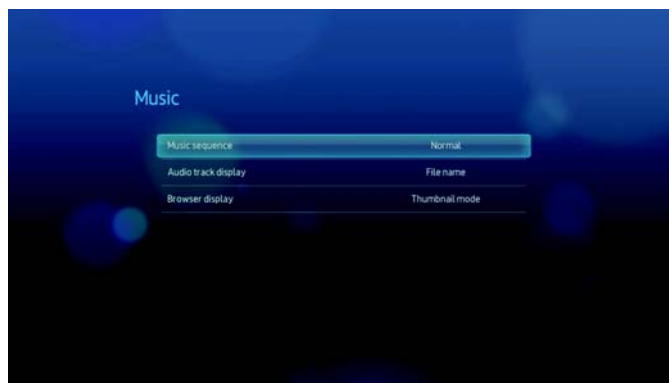 Music
Music sequence Normal
Audio track display File name
Browser display Thumbnail mode